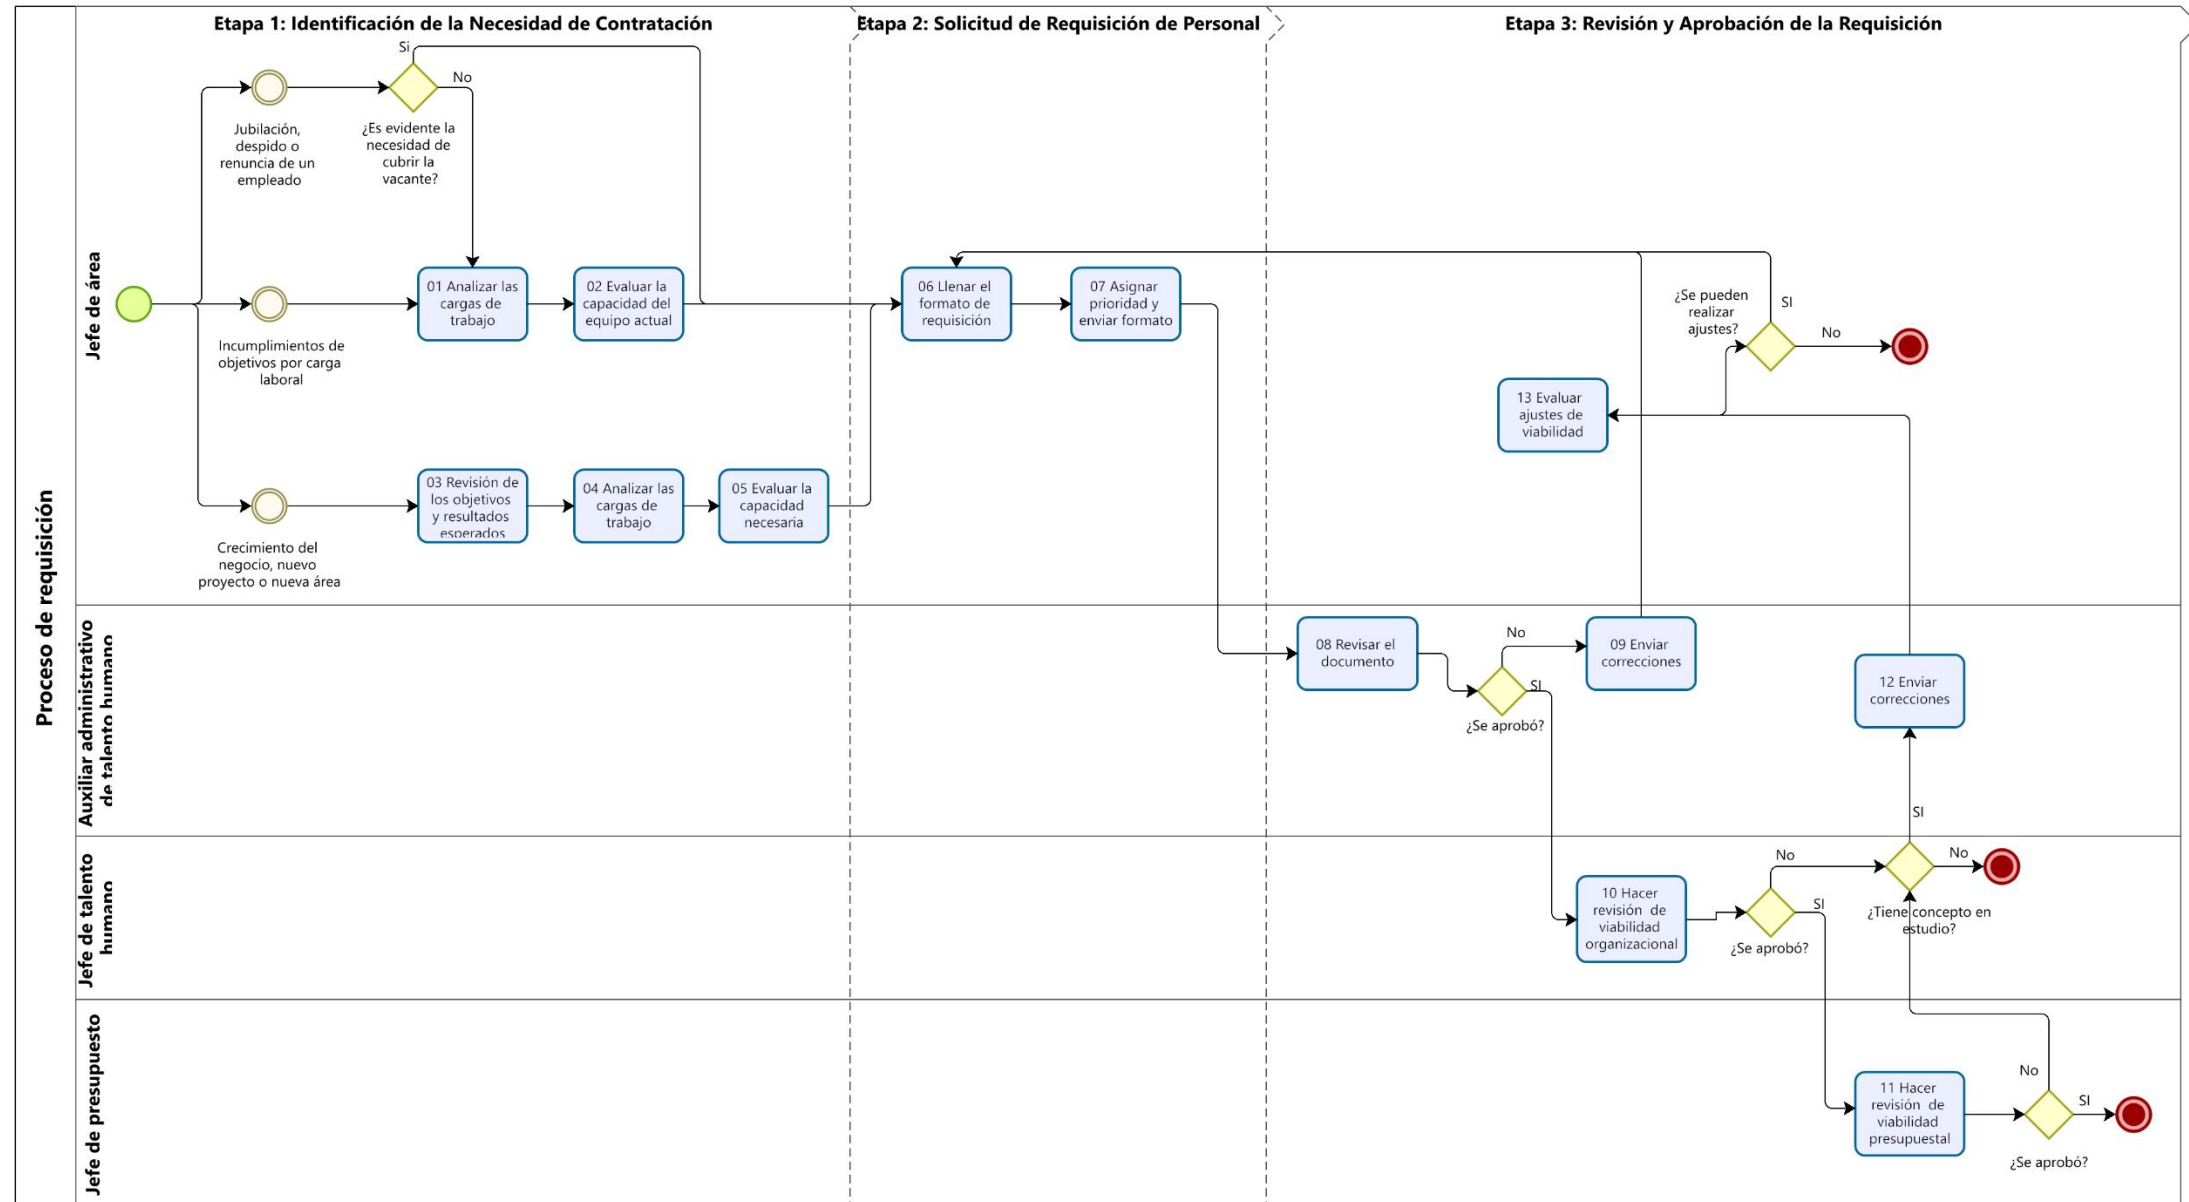 Etapa 1: Identificación de la Necesidad de Contratación
Etapa 2: Solicitud de Requisición de Personal
Etapa 3: Revisión y Aprobación de la Requisición
Proceso de requisición
Jefe de área
Si
No
Jubilación,
despido o
renuncia de un
empleado
¿Es evidente la
necesidad de
cubrir la
vacante?
Incumplimientos de
objetivos por carga
laboral
01 Analizar las
cargas de
trabajo
02 Evaluar la
capacidad del
equipo actual
Crecimiento del
negocio, nuevo
proyecto o nueva área
03 Revisión de
los objetivos
y resultados
esperados
04 Analizar las
cargas de
trabajo
05 Evaluar la
capacidad
necesaria
06 Llenar el
formato de
requisición
07 Asignar
prioridad y
enviar formato
¿Se pueden
realizar
ajustes?
SI
No
13 Evaluar
ajustes de
viabilidad
Auxiliar administrativo
de talento humano
08 Revisar el
documento
No
SI
¿Se aprobó?
09 Enviar
correcciones
12 Enviar
correcciones
SI
Jefe de talento
humano
10 Hacer
revisión de
viabilidad
organizacional
No
SI
¿Se aprobó?
No
¿Tiene concepto en
estudio?
Jefe de presupuesto
11 Hacer
revisión de
viabilidad
presupuestal
No
SI
¿Se aprobó?